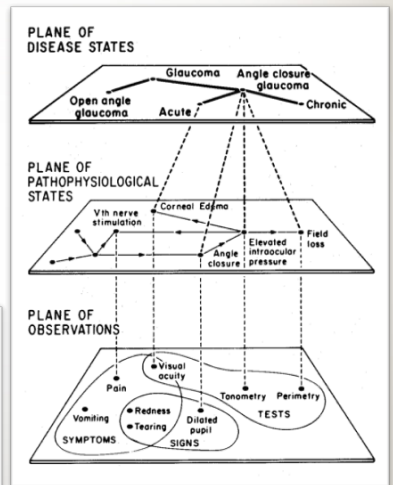 PLANE OF
DISEASE STATES
Glaucoma
Angle closure
glaucoma
Open angle
glaucoma
Acute
Chronic
PLANE OF
PATHOPHYSIOLOGICAL
STATES
Vth nerve
stimulation
Corneal Edema
Angle
closure
Elevated
intraocular
pressure
Field
loss
PLANE OF
OBSERVATIONS
Visual
acuity
Pain
Tonometry
Perimetry
TESTS
Vomiting
Redness
Tearing
Dilated
pupil
SYMPTOMS
SIGNS